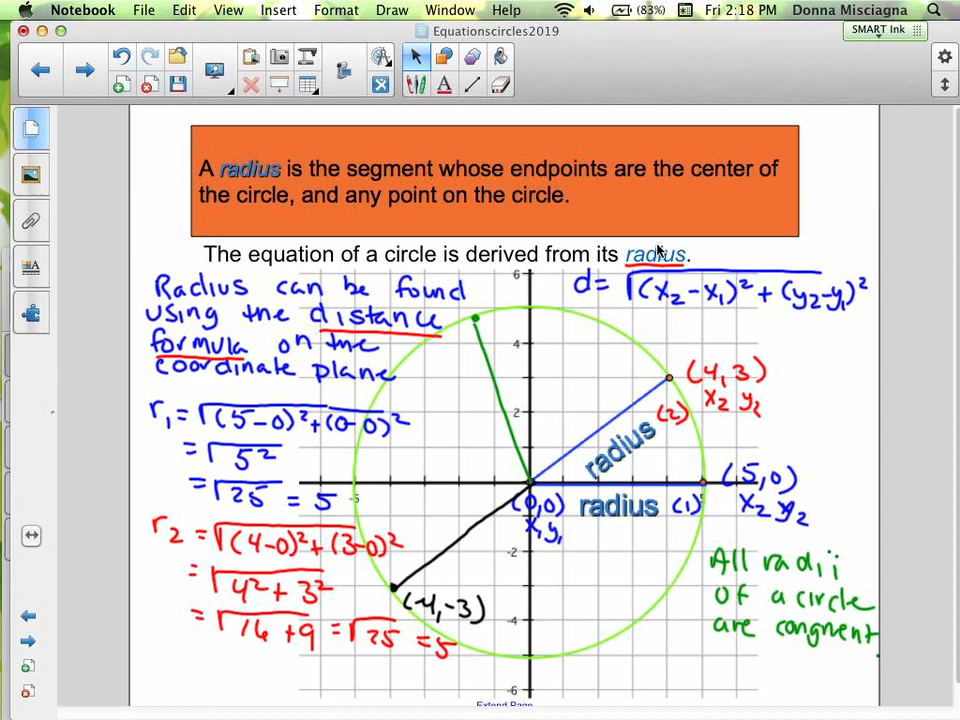 Notebook File Edit View Insert Format Draw Window Help (83%) Fri 2:18 PM Donna Misciagna
Equationscircles2019
SMART Ink
A radius is the segment whose endpoints are the center of
the circle, and any point on the circle.
The equation of a circle is derived from its radius.
d= √(x₂-x₁)²+(y₂-y₁)²
Radius can be found
using the distance
formula on the
coordinate plane
r₁=√(5-0)²+(0-0)²
=√5²
=√25 = 5
r₂=√(4-0)²+(3-0)²
=√4²+3²
=√16+9 =√25 =5
6
4
2
-2
-4
-6
-5
5
(4,3)
x₂ y₂
(2)
radius
(5,0)
x₂ y₂
(0,0)
x₁ y₁
radius (1)
(-4,-3)
All radii
of a circle
are congruent.
Extend Page